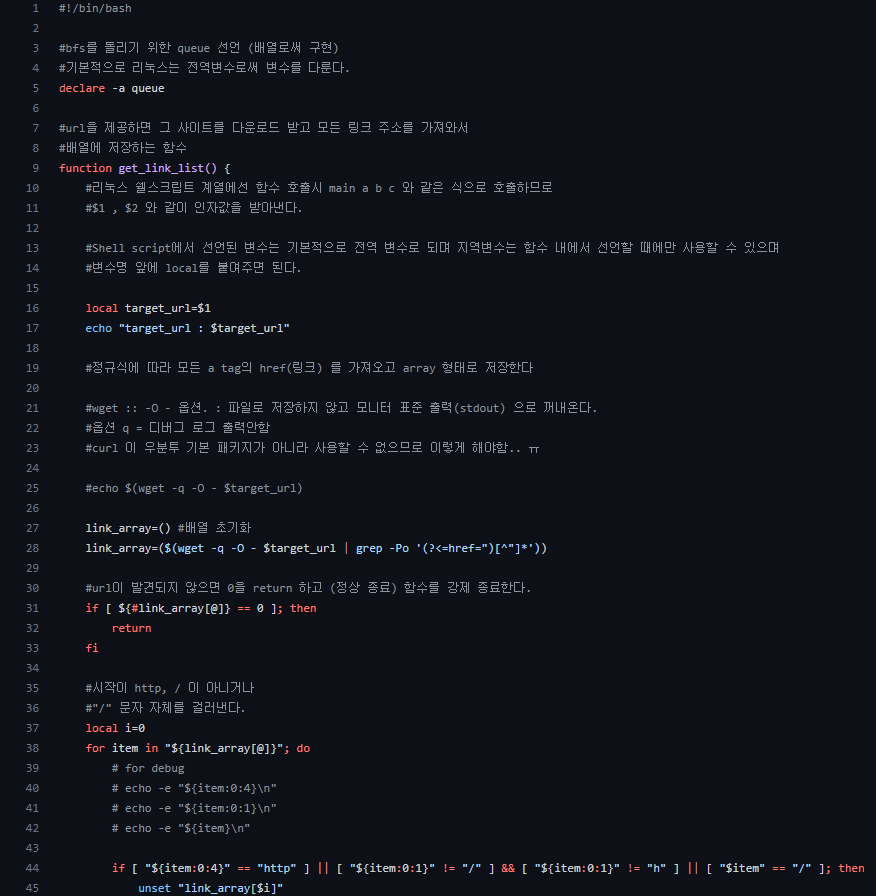 1 #!/bin/bash
2
3 #bfs를 돌리기 위한 queue 선언 (배열로써 구현)
4 #기본적으로 리눅스는 전역변수로써 변수를 다룬다.
5 declare -a queue
6
7 #url을 제공하면 그 사이트를 다운로드 받고 모든 링크 주소를 가져와서
8 #배열에 저장하는 함수
9 function get_link_list() {
10     #리눅스 쉘스크립트 계열에선 함수 호출시 main a b c 와 같은 식으로 호출하므로
11     #$1 , $2 와 같이 인자값을 받아낸다.
12
13     #Shell script에서 선언된 변수는 기본적으로 전역 변수로 되며 지역변수는 함수 내에서 선언할 때에만 사용할 수 있으며
14     #변수명 앞에 local를 붙여주면 된다.
15
16     local target_url=$1
17     echo "target_url : $target_url"
18
19     #정규식에 따라 모든 a tag의 href(링크) 를 가져오고 array 형태로 저장한다
20
21     #wget :: -O - 옵션. : 파일로 저장하지 않고 모니터 표준 출력(stdout) 으로 꺼내온다.
22     #옵션 q = 디버그 로그 출력안함
23     #curl 이 우분투 기본 패키지가 아니라 사용할 수 없으므로 이렇게 해야함.. ㅠ
24
25     #echo $(wget -q -O - $target_url)
26
27     link_array=() #배열 초기화
28     link_array=($(wget -q -O - $target_url | grep -Po '(?<=href=")[^"]*'))
29
30     #url이 발견되지 않으면 0을 return 하고 (정상 종료) 함수를 강제 종료한다.
31     if [ ${#link_array[@]} == 0 ]; then
32         return
33     fi
34
35     #시작이 http, / 이 아니거나
36     #"/" 문자 자체를 걸러낸다.
37     local i=0
38     for item in "${link_array[@]}"; do
39         # for debug
40         # echo -e "${item:0:4}\n"
41         # echo -e "${item:0:1}\n"
42         # echo -e "${item}\n"
43
44         if [ "${item:0:4}" == "http" ] || [ "${item:0:1}" != "/" ] && [ "${item:0:1}" != "h" ] || [ "$item" == "/" ]; then
45             unset "link_array[$i]"